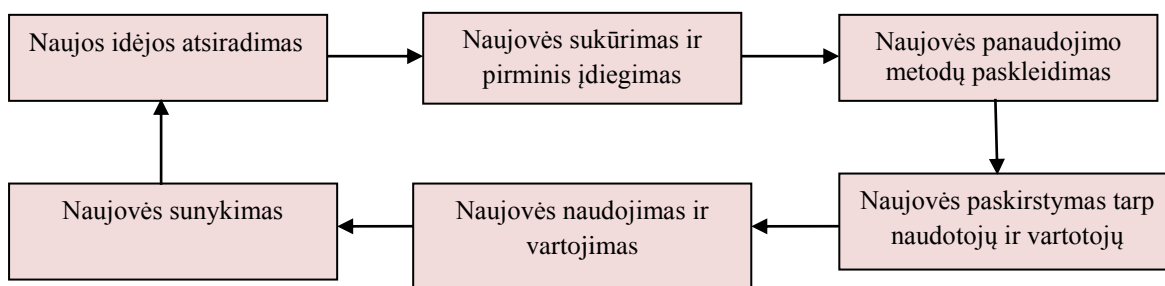 Naujos idėjos atsiradimas
Naujovės sukūrimas ir
pirminis įdiegimas
Naujovės panaudojimo
metodų paskleidimas
Naujovės paskirstymas tarp
naudotojų ir vartotojų
Naujovės naudojimas ir
vartojimas
Naujovės sunykimas